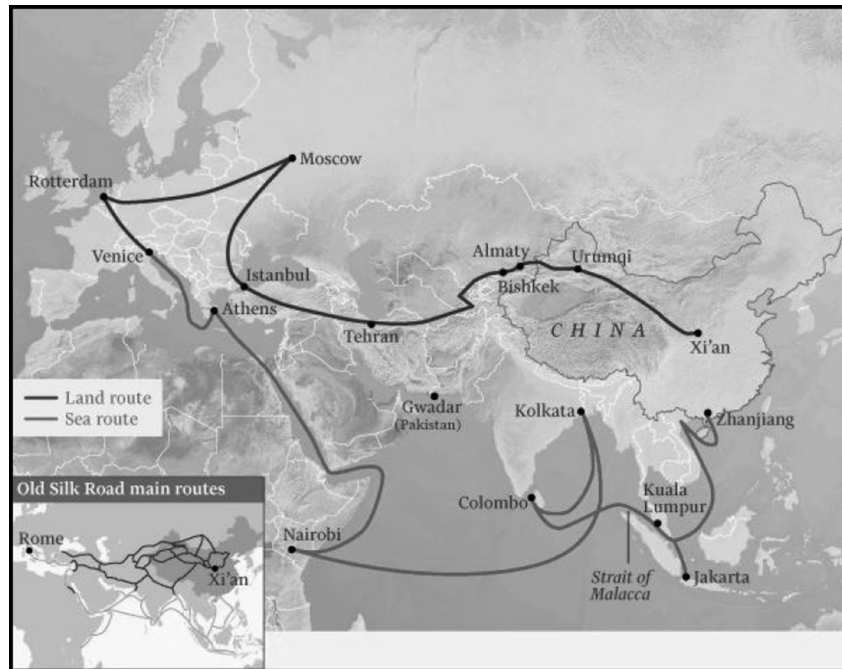 Moscow
Rotterdam
Venice
Istanbul
Athens
Tehran
Almaty
Bishkek
Urumqi
CHINA
Xi'an
Land route
Sea route
Gwadar
(Pakistan)
Kolkata
Zhanjiang
Colombo
Kuala
Lumpur
Nairobi
Strait of
Malacca
Jakarta
Old Silk Road main routes
Rome
Xi'an